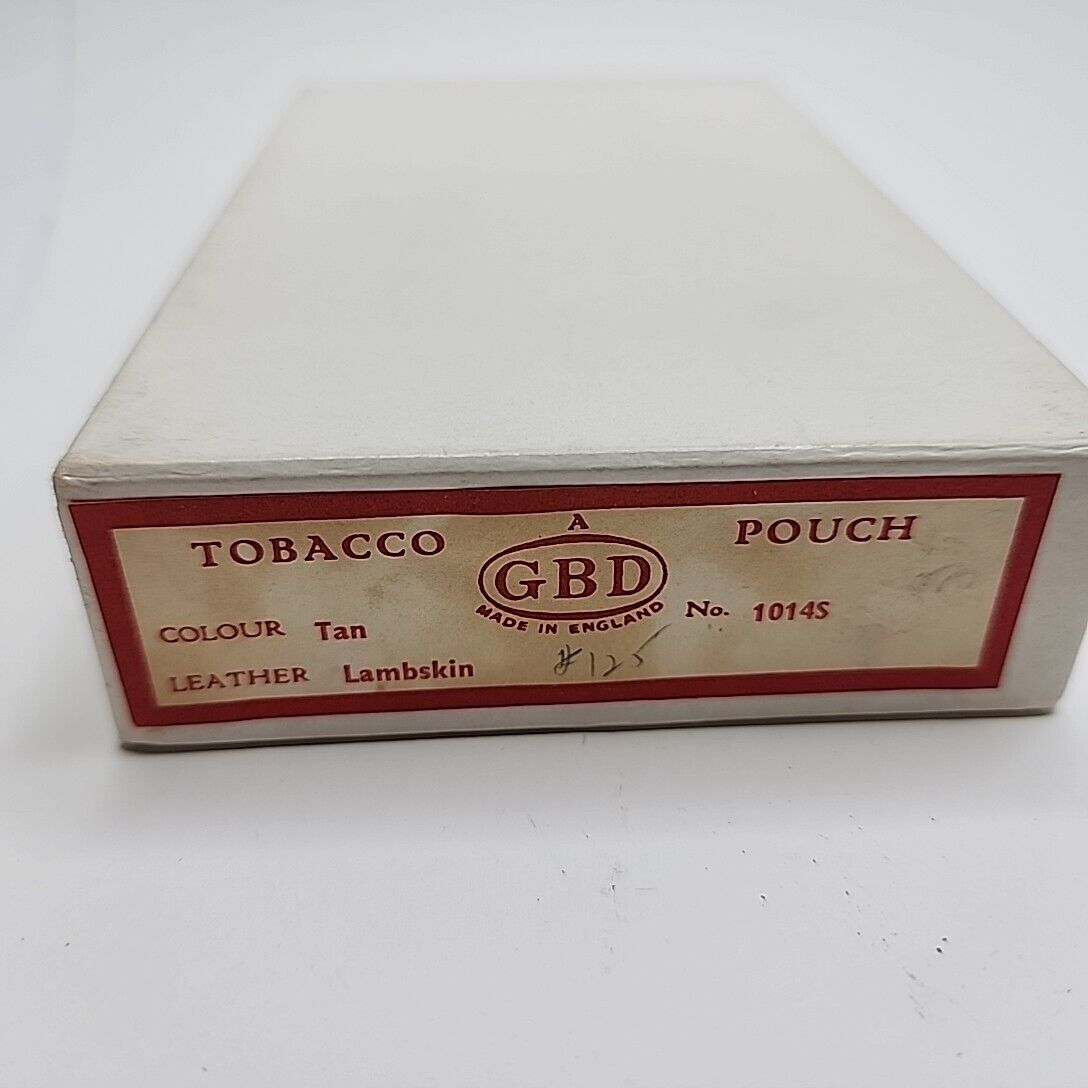 TOBACCO A POUCH
GBD
MADE IN ENGLAND
COLOUR Tan No. 1014S
LEATHER Lambskin #125